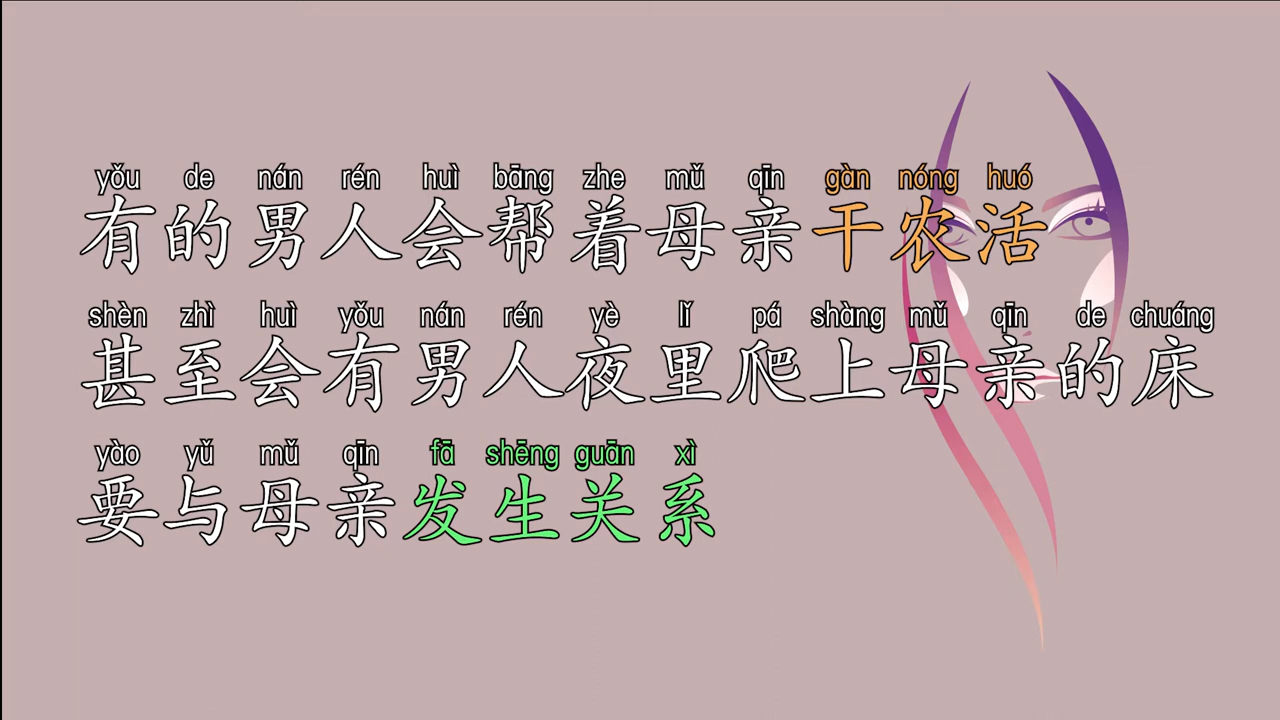 yǒu de nán rén huì bāng zhe mǔ qīn gàn nóng huó
有的男人会帮着母亲干农活
shèn zhì huì yǒu nán rén yè lǐ pá shàng mǔ qīn de chuáng
甚至会有男人夜里爬上母亲的床
yào yǔ mǔ qīn fā shēng guān xì
要与母亲发生关系